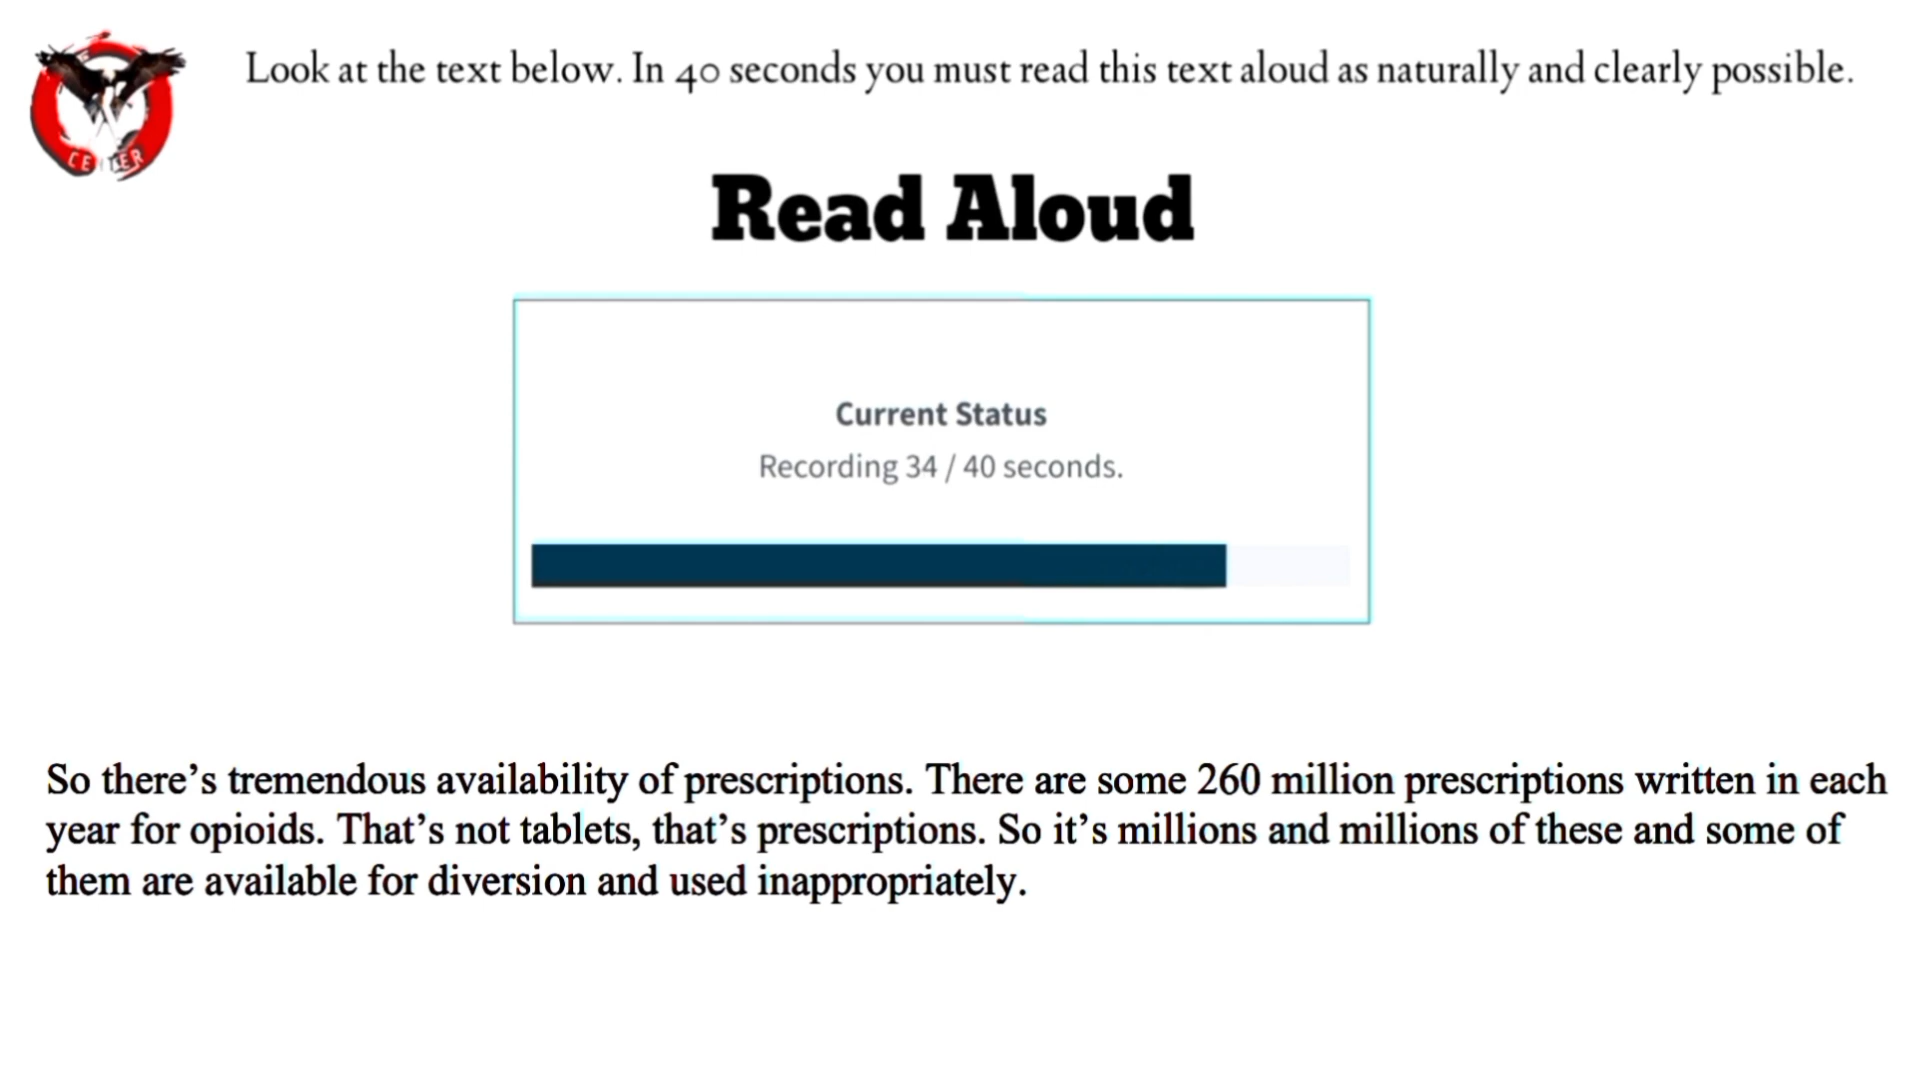 Look at the text below. In 40 seconds you must read this text aloud as naturally and clearly possible.
CENTER
Read Aloud
Current Status
Recording 34 / 40 seconds.
So there’s tremendous availability of prescriptions. There are some 260 million prescriptions written in each
year for opioids. That’s not tablets, that’s prescriptions. So it’s millions and millions of these and some of
them are available for diversion and used inappropriately.